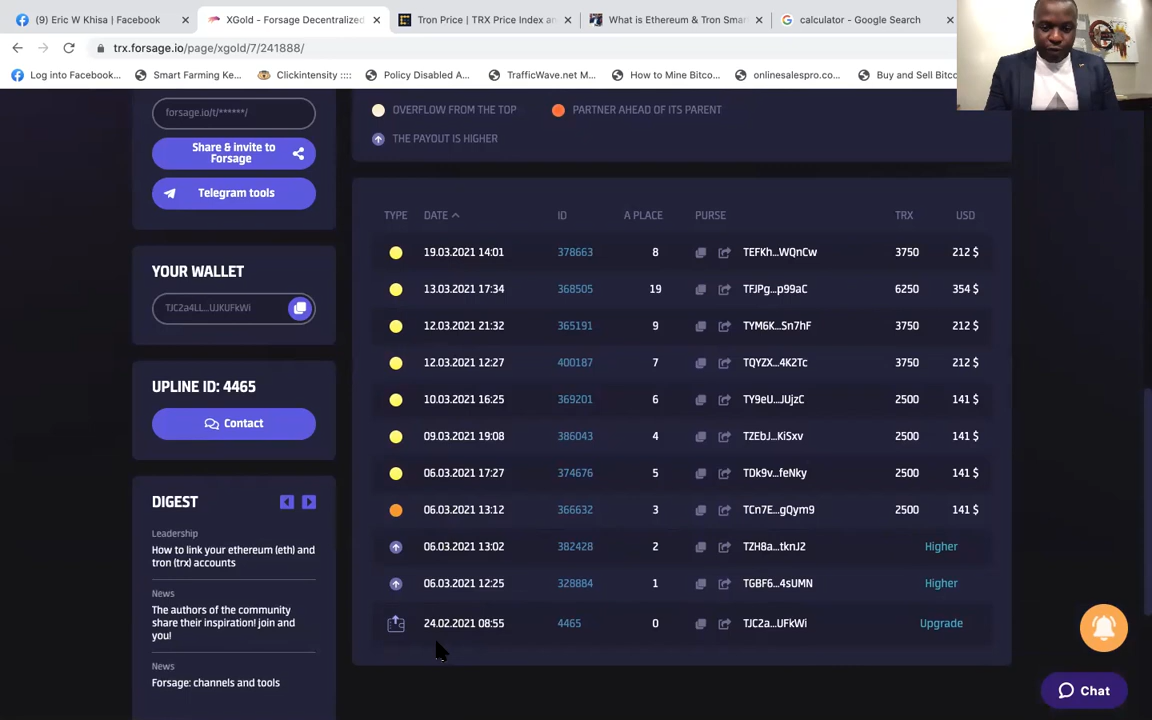 (9) Eric W Khisa | Facebook
XGold - Forsage Decentralized
Tron Price | TRX Price Index an
What is Ethereum & Tron Smar
calculator - Google Search
trx.forsage.io/page/xgold/7/241888/
Log into Facebook...
Smart Farming Ke...
Clickintensity ::::
Policy Disabled A...
TrafficWave.net M...
How to Mine Bitco...
onlinesalespro.co...
Buy and Sell Bitco
forsage.io/t/******/
Share & invite to
Forsage
Telegram tools
YOUR WALLET
TJC2a4LL...UJKUFkWi
UPLINE ID: 4465
Contact
DIGEST
Leadership
How to link your ethereum (eth) and
tron (trx) accounts
News
The authors of the community
share their inspiration! join and
you!
News
Forsage: channels and tools
OVERFLOW FROM THE TOP
PARTNER AHEAD OF ITS PARENT
THE PAYOUT IS HIGHER
TYPE DATE ID A PLACE PURSE TRX USD
19.03.2021 14:01 378663 8 TEFKh...WQnCw 3750 212 $
13.03.2021 17:34 368505 19 TFJPg...p99aC 6250 354 $
12.03.2021 21:32 365191 9 TYM6K...Sn7hF 3750 212 $
12.03.2021 12:27 400187 7 TQYZX...4K2Tc 3750 212 $
10.03.2021 16:25 369201 6 TY9eU...JUjzC 2500 141 $
09.03.2021 19:08 386043 4 TZEbJ...KiSxv 2500 141 $
06.03.2021 17:27 374676 5 TDk9v...feNky 2500 141 $
06.03.2021 13:12 366632 3 TCn7E...gQym9 2500 141 $
06.03.2021 13:02 382428 2 TZH8a...tknJ2 Higher
06.03.2021 12:25 328884 1 TGBF6...4sUMN Higher
24.02.2021 08:55 4465 0 TJC2a...UFkWi Upgrade
Chat